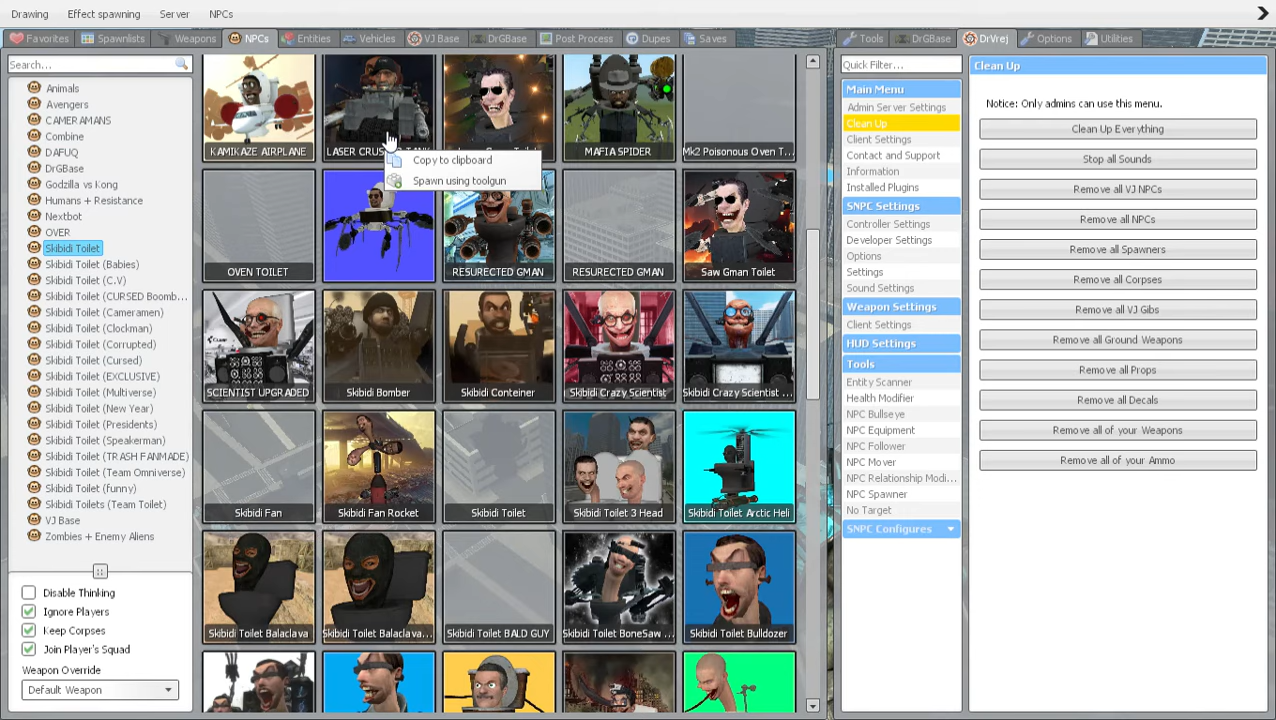 Drawing Effect spawning Server NPCs
Favorites Spawnlists Weapons NPCs Entities Vehicles VJ Base DrGBase Post Process Dupes Saves
Tools DrGBase DrVrej Options Utilities
Search...
Animals
Avengers
CAMERAMANS
Combine
DAFUQ
DrGBase
Godzilla vs Kong
Humans + Resistance
Nextbot
OVER
Skibidi Toilet
Skibidi Toilet (Babies)
Skibidi Toilet (C.V)
Skibidi Toilet (CURSED Boomb...
Skibidi Toilet (Cameramen)
Skibidi Toilet (Clockman)
Skibidi Toilet (Corrupted)
Skibidi Toilet (Cursed)
Skibidi Toilet (EXCLUSIVE)
Skibidi Toilet (Multiverse)
Skibidi Toilet (New Year)
Skibidi Toilet (Presidents)
Skibidi Toilet (Speakerman)
Skibidi Toilet (TRASH FANMADE)
Skibidi Toilet (Team Omniverse)
Skibidi Toilet (funny)
Skibidi Toilets (Team Toilet)
VJ Base
Zombies + Enemy Aliens
Disable Thinking
Ignore Players
Keep Corpses
Join Player's Squad
Weapon Override
Default Weapon
KAMIKAZE AIRPLANE
MAFIA SPIDER
Mk2 Poisonous Oven T...
Copy to clipboard
Spawn using toolgun
OVEN TOILET
RESURECTED GMAN
RESURECTED GMAN
Saw Gman Toilet
SCIENTIST UPGRADED
Skibidi Bomber
Skibidi Conteiner
Skibidi Crazy Scientist
Skibidi Crazy Scientist ...
Skibidi Fan
Skibidi Fan Rocket
Skibidi Toilet
Skibidi Toilet 3 Head
Skibidi Toilet Arctic Heli
Skibidi Toilet Balaclava
Skibidi Toilet Balaclava...
Skibidi Toilet BALD GUY
Skibidi Toilet BoneSaw ...
Skibidi Toilet Bulldozer
Quick Filter...
Main Menu
Admin Server Settings
Clean Up
Client Settings
Contact and Support
Information
Installed Plugins
SNPC Settings
Controller Settings
Developer Settings
Options
Settings
Sound Settings
Weapon Settings
Client Settings
HUD Settings
Tools
Entity Scanner
Health Modifier
NPC Bullseye
NPC Equipment
NPC Follower
NPC Mover
NPC Relationship Modi...
NPC Spawner
No Target
SNPC Configures
Clean Up
Notice: Only admins can use this menu.
Clean Up Everything
Stop all Sounds
Remove all VJ NPCs
Remove all NPCs
Remove all Spawners
Remove all Corpses
Remove all VJ Gibs
Remove all Ground Weapons
Remove all Props
Remove all Decals
Remove all of your Weapons
Remove all of your Ammo